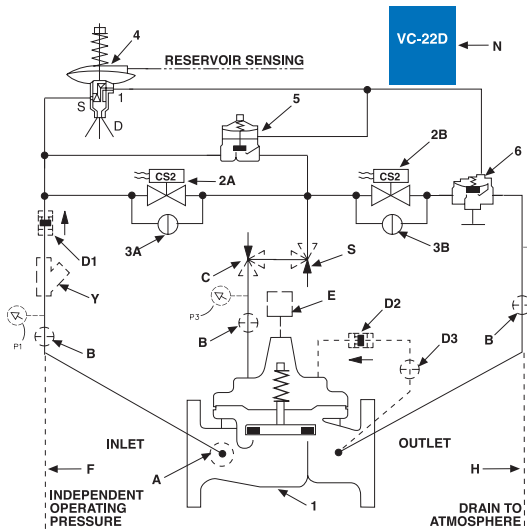 4
VC-22D
N
RESERVOIR SENSING
S
1
D
5
2B
6
CS2
2A
CS2
3A
3B
D1
C
S
Y
E
P3
D2
P1
B
B
D3
B
INLET
OUTLET
A
F
H
1
INDEPENDENT
OPERATING
PRESSURE
DRAIN TO
ATMOSPHERE